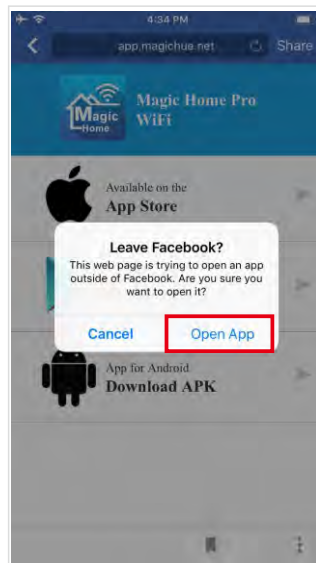 4:34 PM
app.magichue.net
Share
Magic Home
Magic Home Pro
WiFi
Available on the
App Store
Leave Facebook?
This web page is trying to open an app
outside of Facebook. Are you sure you
want to open it?
Cancel
Open App
App for Android
Download APK